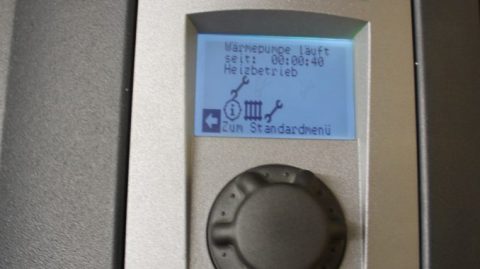 Wärmepumpe läuft
seit: 00:00:40
Heizbetrieb
Zum Standardmenü